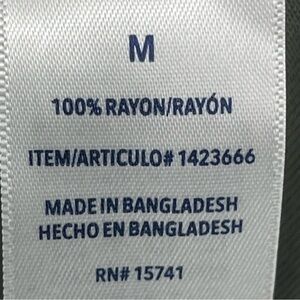 M
100% RAYON/RAYÓN
ITEM/ARTICULO# 1423666
MADE IN BANGLADESH
HECHO EN BANGLADESH
RN# 15741